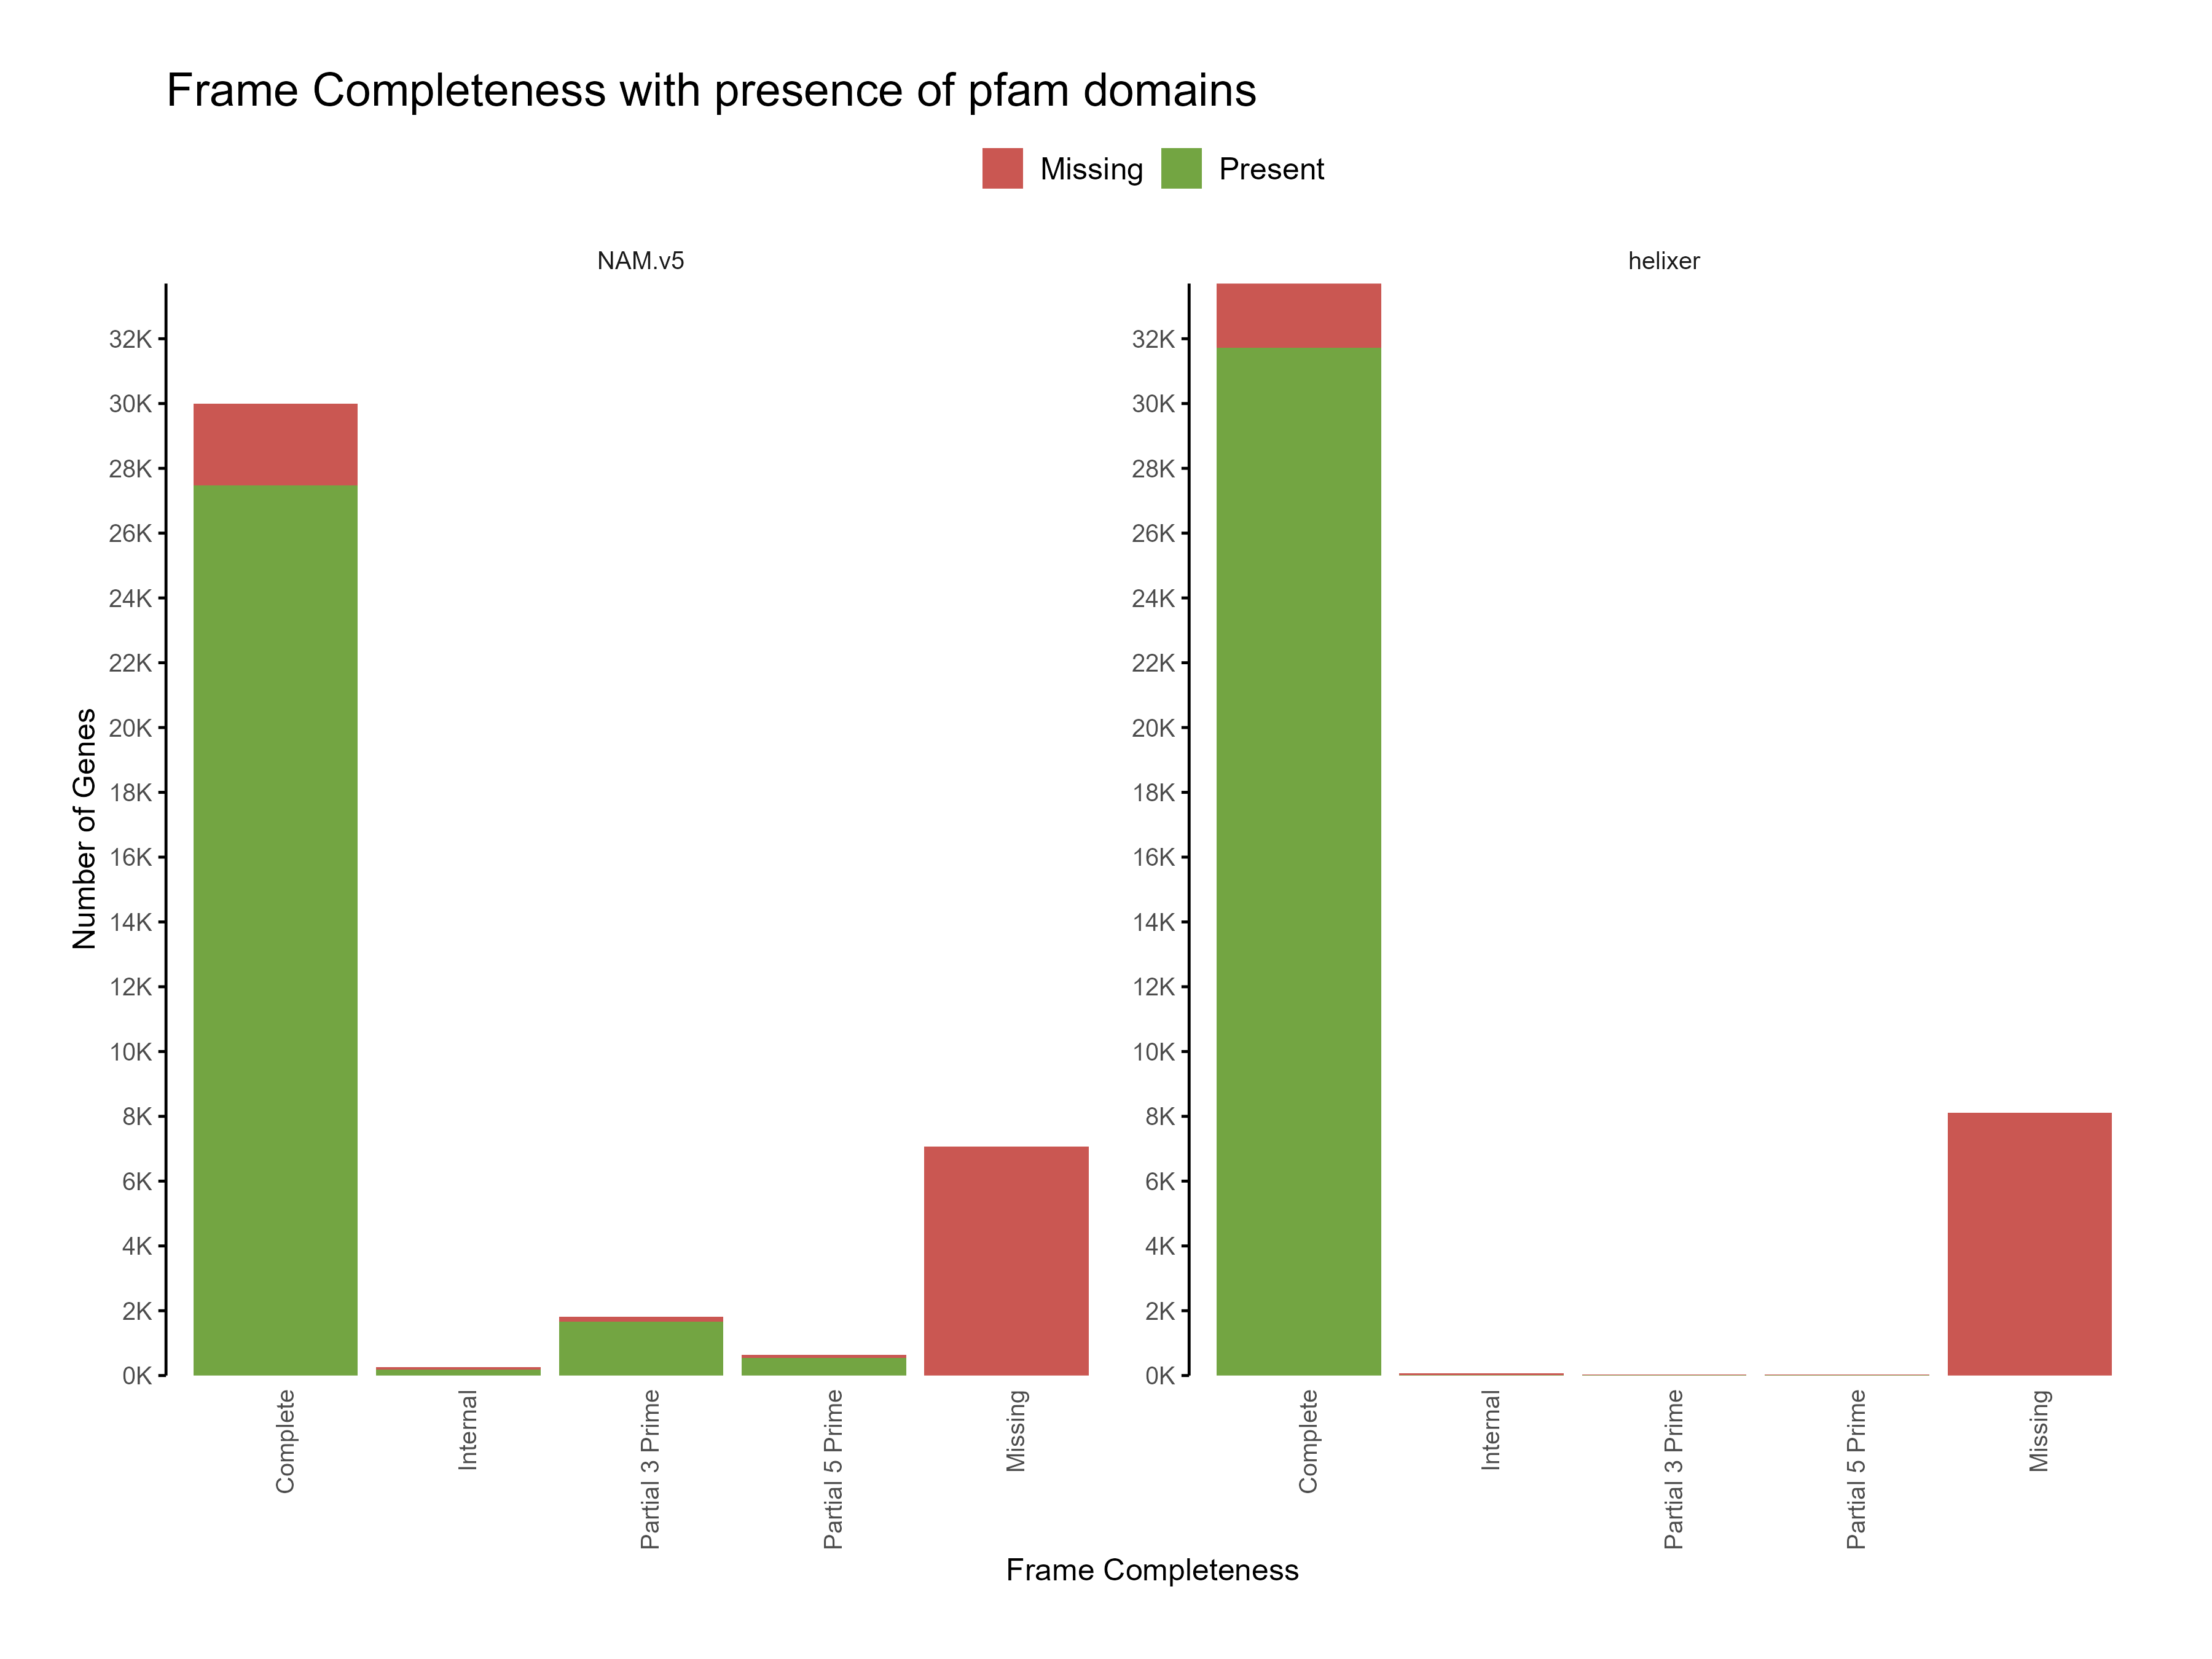 Frame Completeness with presence of pfam domains
Missing
Present
NAM.v5
helixer
Number of Genes
32K
30K
28K
26K
24K
22K
20K
18K
16K
14K
12K
10K
8K
6K
4K
2K
0K
32K
30K
28K
26K
24K
22K
20K
18K
16K
14K
12K
10K
8K
6K
4K
2K
0K
Complete
Internal
Partial 3 Prime
Partial 5 Prime
Missing
Complete
Internal
Partial 3 Prime
Partial 5 Prime
Missing
Frame Completeness